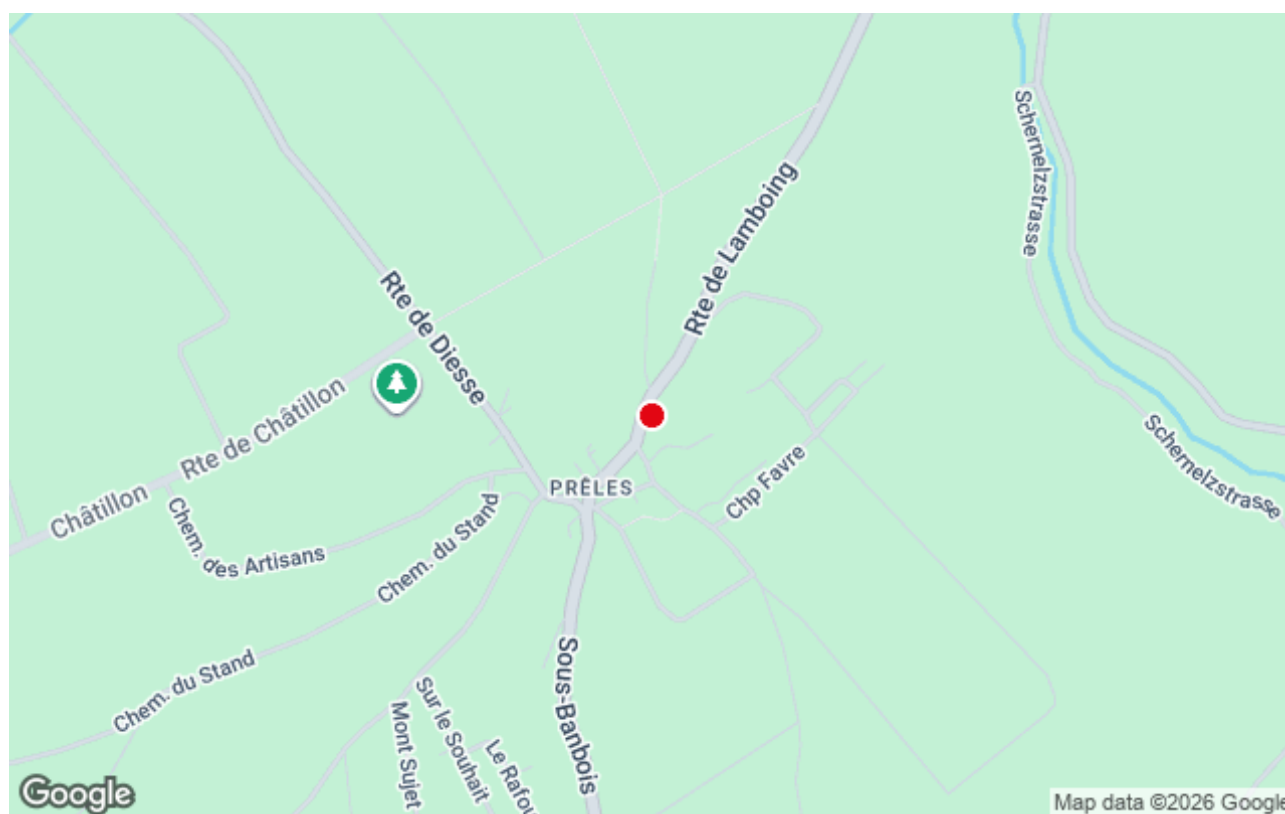 Schernelzstrasse
Rte de Lamboing
Rte de Diesse
Rte de Châtillon
Châtillon
PRÊLES
Chp Favre
Schernelzstrasse
Chem. des Artisans
Chem. du Stand
Chem. du Stand
Sous-Banbois
Sur le Souhait
Mont Sujet
Le Rafou
Google
Map data ©2026 Google